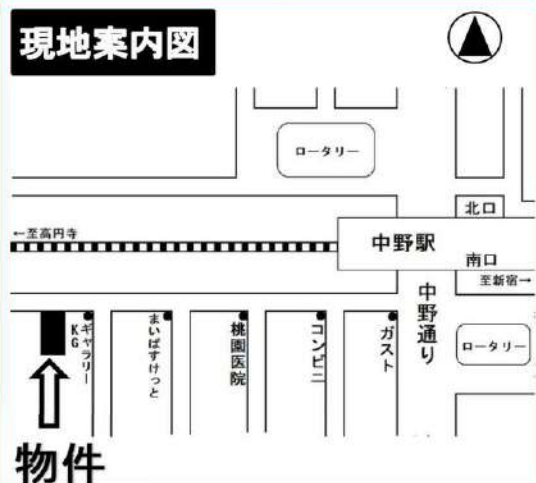 現地案内図
ロータリー
北口
←至高円寺
中野駅
南口
至新宿→
中野通り
ロータリー
ギャラリー
KG
まいばすけっと
桃園医院
コンビニ
ガスト
物件